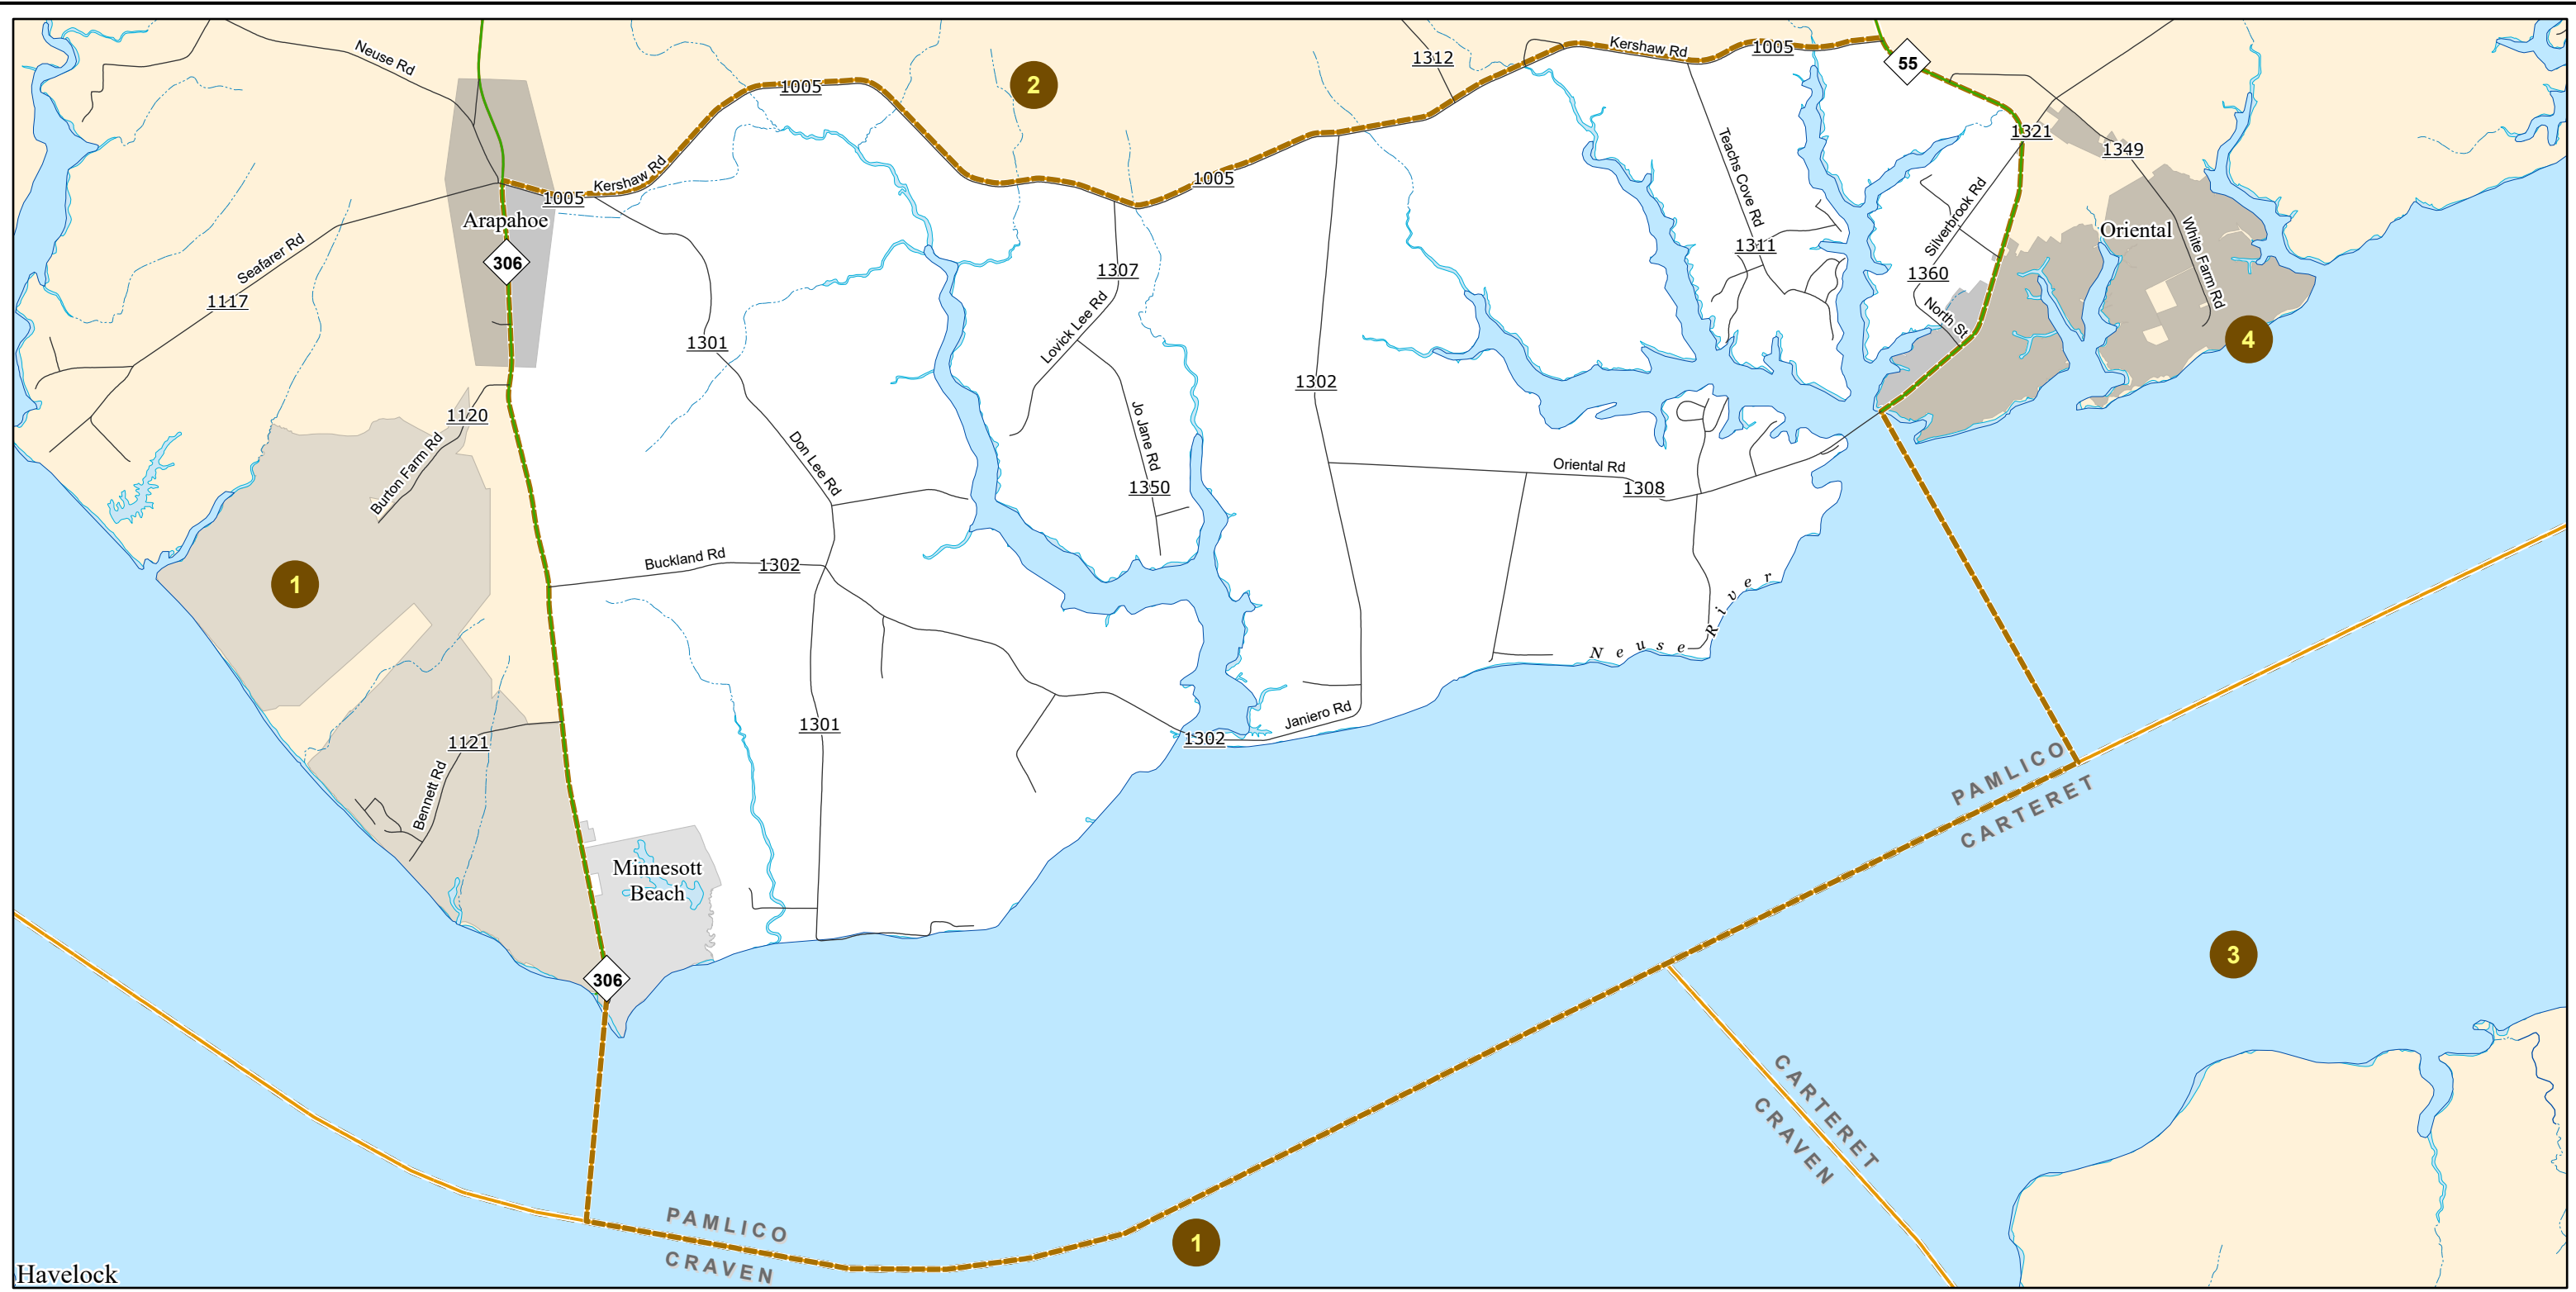 Neuse Rd
1312
Kershaw Rd
1005
55
2
1005
1321
1349
Kershaw Rd
1005
1005
Teachs Cove Rd
Arapahoe
306
Seafarer Rd
1117
1307
Lovick Lee Rd
1311
Silverbrook Rd
1360
North St
Oriental
White Farm Rd
4
1301
1302
1120
Burton Farm Rd
Don Lee Rd
Jo Jane Rd
1350
Oriental Rd
1308
1
Buckland Rd
1302
Neuse River
1121
Bennett Rd
1301
1302
Janiero Rd
PAMLICO
CARTERET
Minnesott
Beach
306
3
CARTERET
CRAVEN
PAMLICO
CRAVEN
1
Havelock